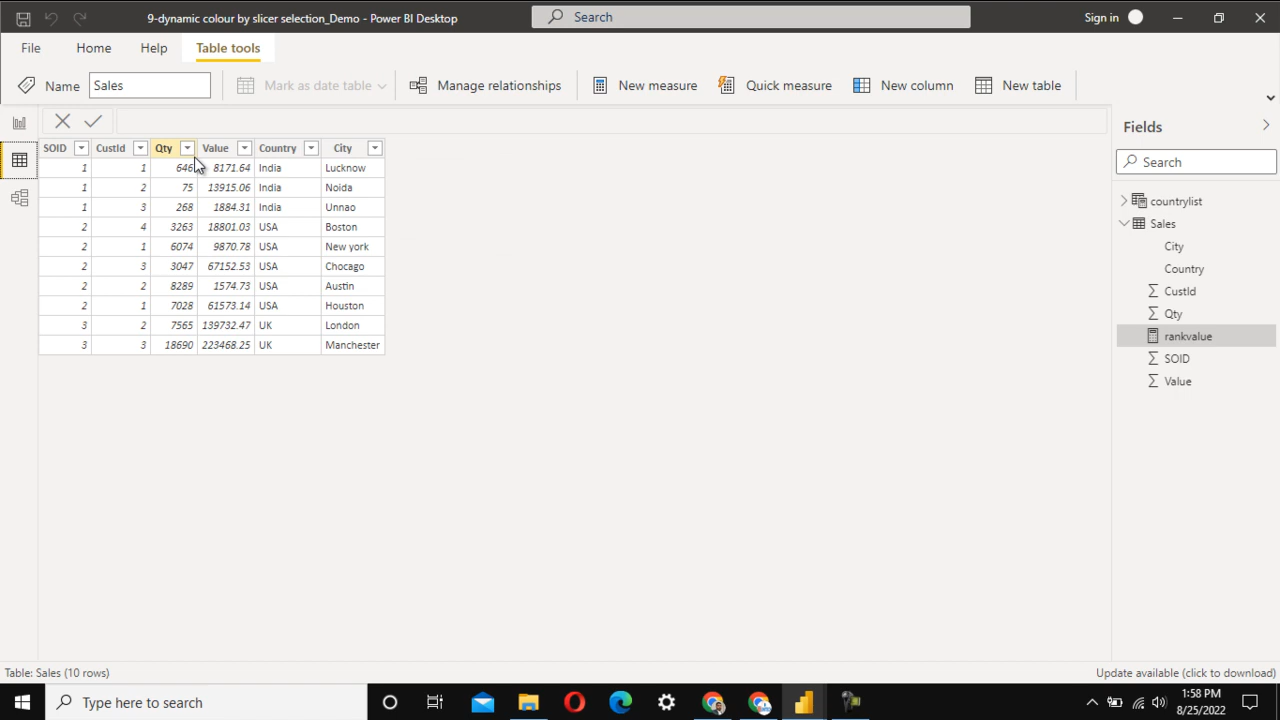 9-dynamic colour by slicer selection_Demo - Power BI Desktop Search Sign in
File Home Help Table tools
Name Sales Mark as date table Manage relationships New measure Quick measure New column New table
Fields
Search
SOID CustId Qty Value Country City
1 1 646 8171.64 India Lucknow
1 2 75 13915.06 India Noida
1 3 268 1884.31 India Unnao
2 4 3263 18801.03 USA Boston
2 1 6074 9870.78 USA New york
2 3 3047 67152.53 USA Chocago
2 2 8289 1574.73 USA Austin
2 1 7028 61573.14 USA Houston
3 2 7565 139732.47 UK London
3 3 18690 223468.25 UK Manchester
countrylist
Sales
City
Country
CustId
Qty
rankvalue
SOID
Value
Table: Sales (10 rows) Update available (click to download)
Type here to search
1:58 PM
8/25/2022